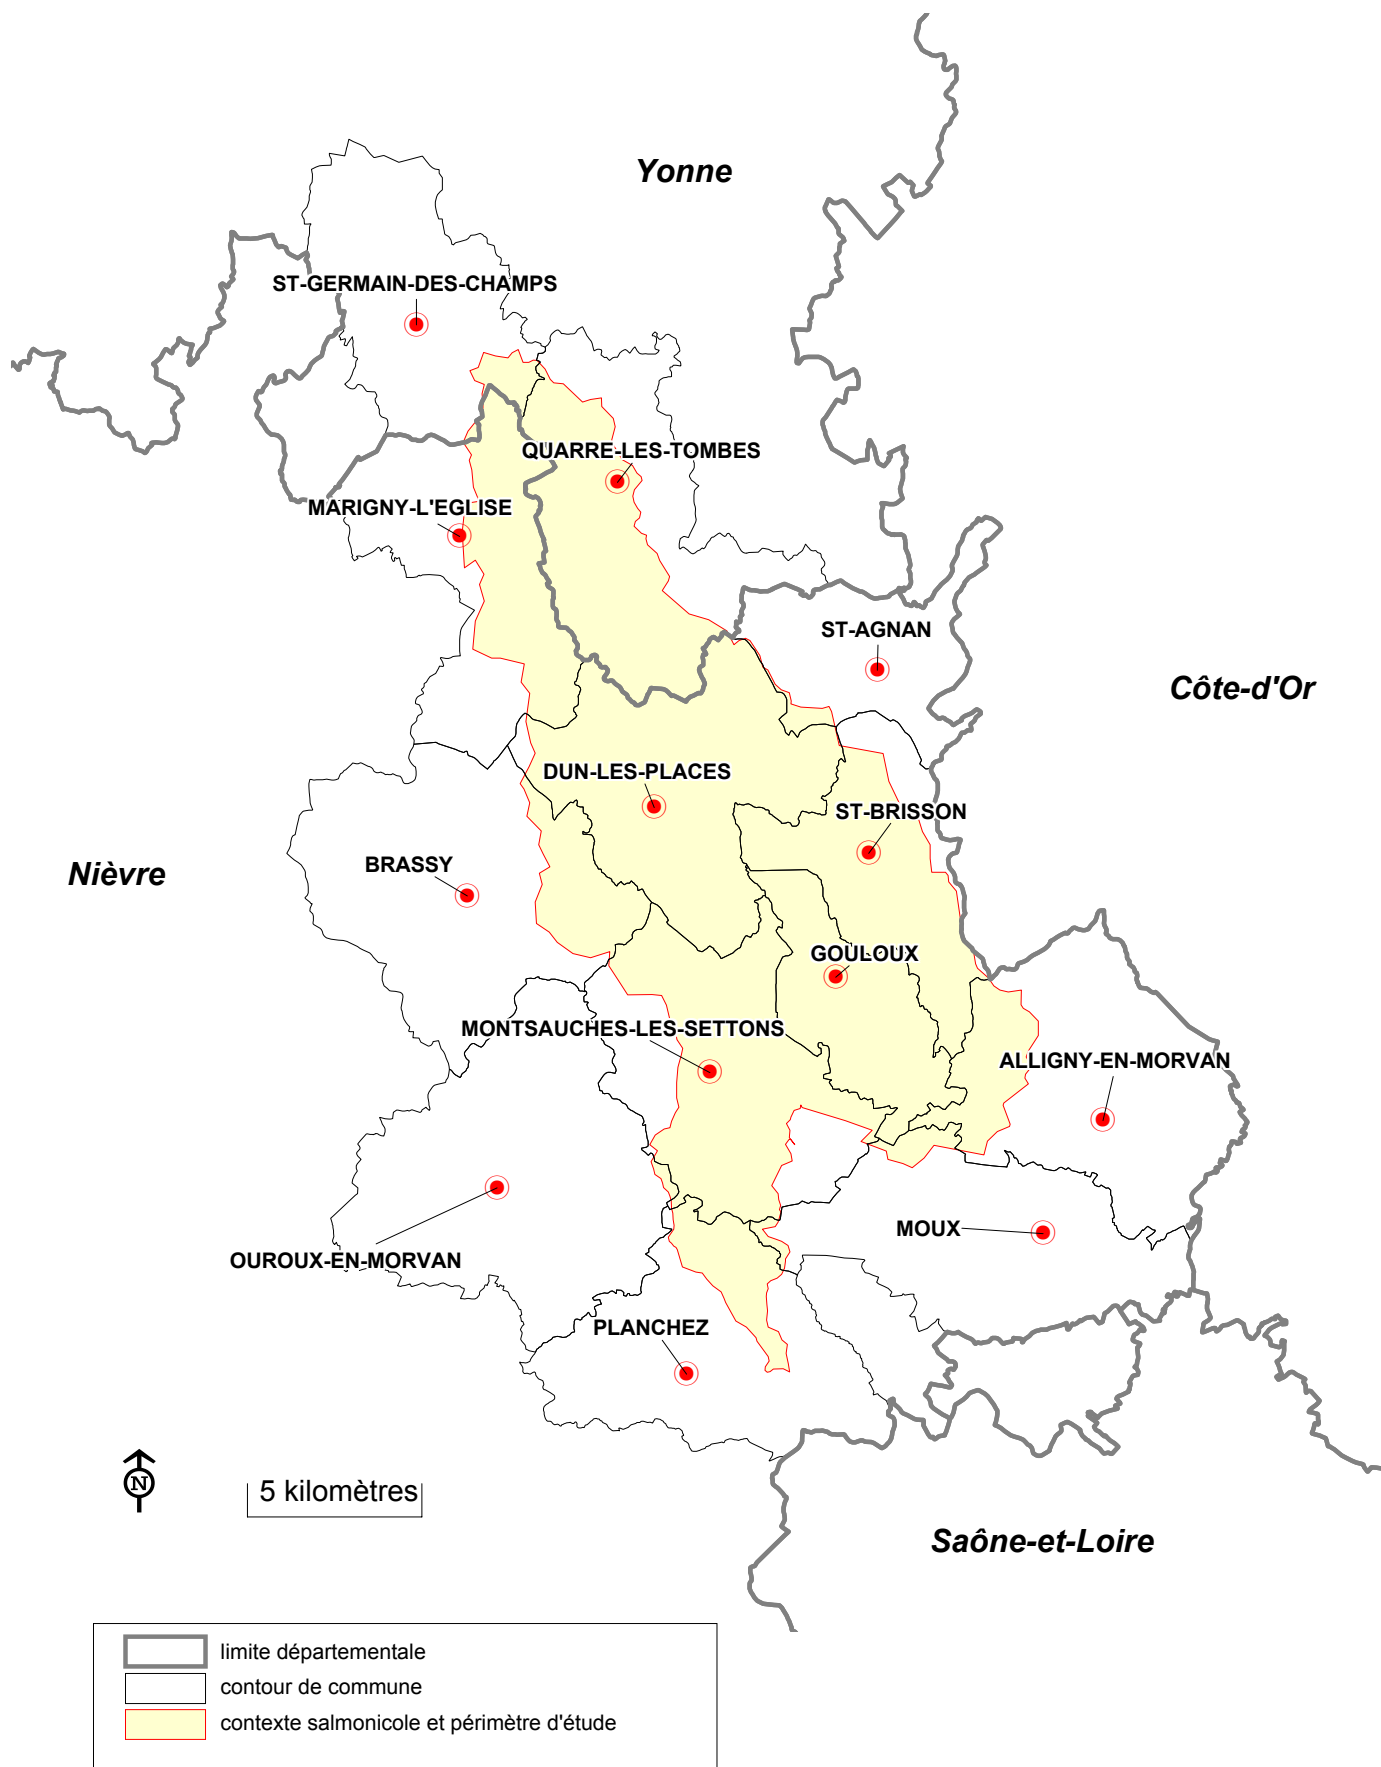 Yonne
ST-GERMAIN-DES-CHAMPS
QUARRE-LES-TOMBES
MARIGNY-L'EGLISE
ST-AGNAN
Côte-d'Or
DUN-LES-PLACES
ST-BRISSON
BRASSY
Nièvre
GOULOUX
MONTSAUCHES-LES-SETTONS
ALLIGNY-EN-MORVAN
MOUX
OUROUX-EN-MORVAN
PLANCHEZ
N
5 kilomètres
Saône-et-Loire
limite départementale
contour de commune
contexte salmonicole et périmètre d'étude